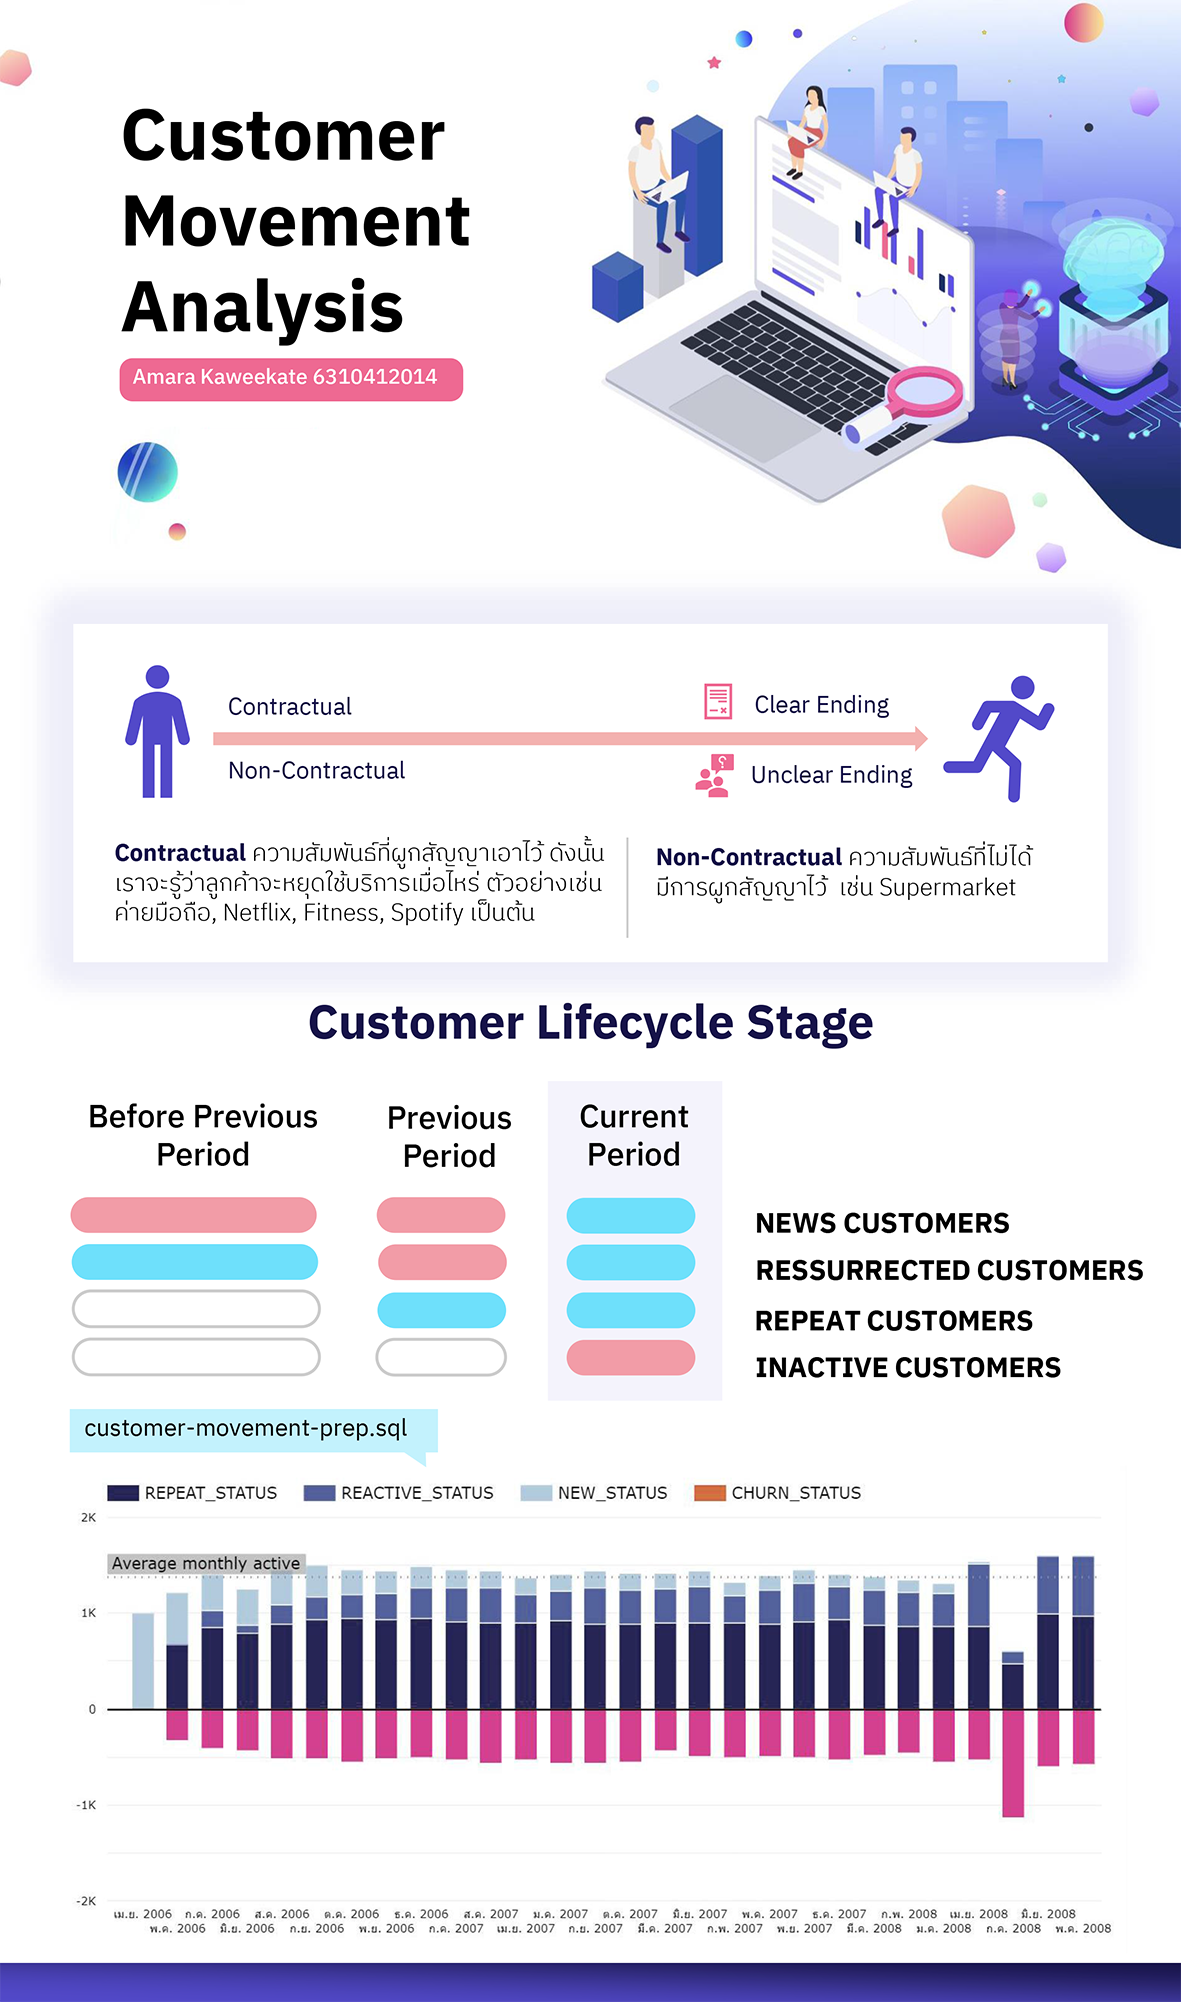 Customer
Movement
Analysis
Amara Kaweekate 6310412014
Contractual
Clear Ending
Non-Contractual
Unclear Ending
Contractual ความสัมพันธ์ที่ผูกสัญญาเอาไว้ ดังนั้น
เราจะรู้ว่าลูกค้าจะหยุดใช้บริการเมื่อไหร่ ตัวอย่างเช่น
ค่ายมือถือ, Netflix, Fitness, Spotify เป็นต้น
Non-Contractual ความสัมพันธ์ที่ไม่ได้
มีการผูกสัญญาไว้ เช่น Supermarket
Customer Lifecycle Stage
Before Previous
Period
Previous
Period
Current
Period
NEWS CUSTOMERS
RESSURRECTED CUSTOMERS
REPEAT CUSTOMERS
INACTIVE CUSTOMERS
customer-movement-prep.sql
REPEAT_STATUS REACTIVE_STATUS NEW_STATUS CHURN_STATUS
2K
Average monthly active
1K
0
-1K
-2K
เม.ย. 2006 ก.ค. 2006 ส.ค. 2006 ต.ค. 2006 ธ.ค. 2006 ส.ค. 2007 ม.ค. 2007 ต.ค. 2007 มิ.ย. 2007 พ.ค. 2007 ธ.ค. 2007 ก.พ. 2008 เม.ย. 2008 มิ.ย. 2008
พ.ค. 2006 มิ.ย. 2006 ก.ย. 2006 พ.ย. 2006 ก.ค. 2007 เม.ย. 2007 ก.ย. 2007 มี.ค. 2007 ก.พ. 2007 พ.ย. 2007 มี.ค. 2008 ม.ค. 2008 ก.ค. 2008 พ.ค. 2008